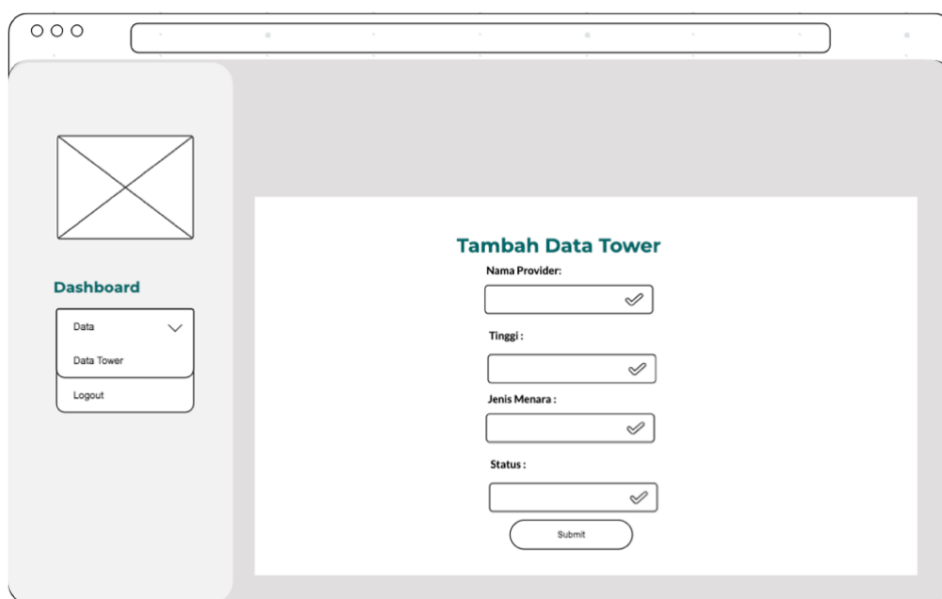 Dashboard
Data
Data Tower
Logout
Tambah Data Tower
Nama Provider:
Tinggi :
Jenis Menara :
Status :
Submit